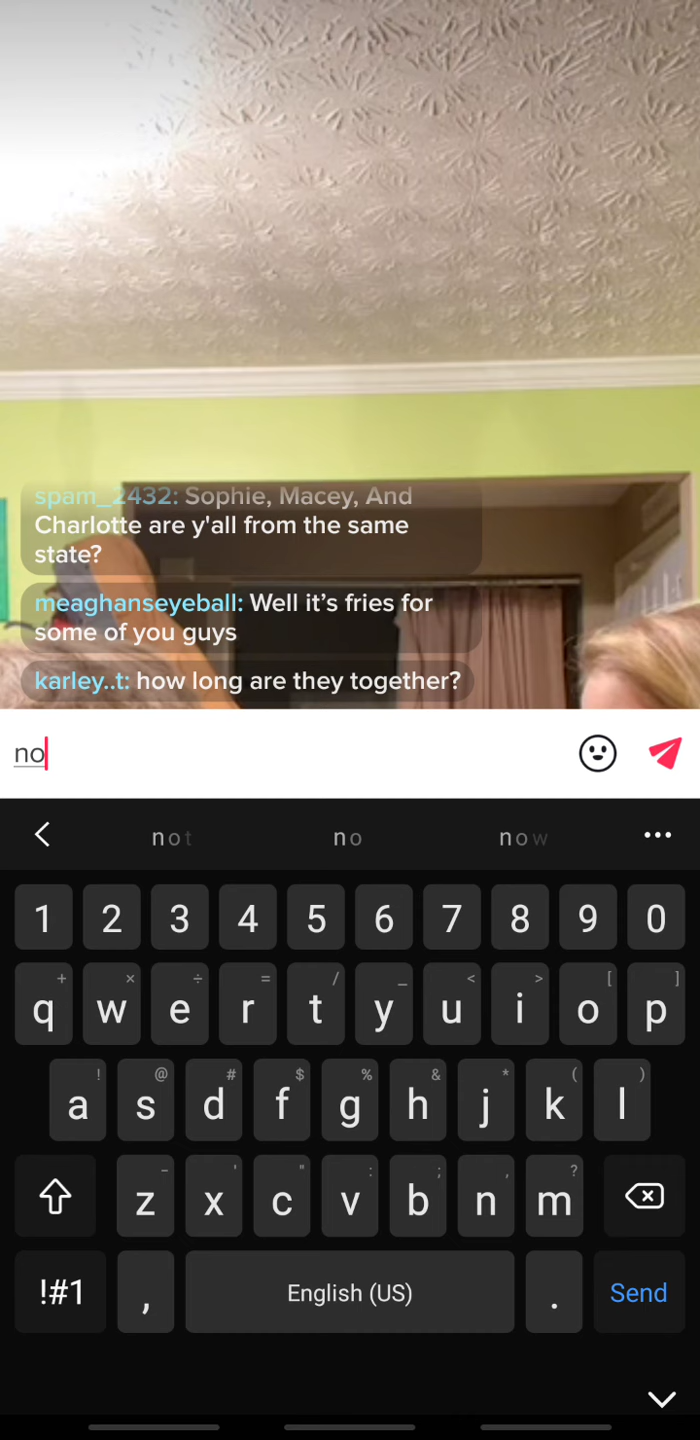 spam_2432: Sophie, Macey, And
Charlotte are y'all from the same
state?
meaghanseyeball: Well it’s fries for
some of you guys
karley..t: how long are they together?
no
not no now
1 2 3 4 5 6 7 8 9 0
+ × ÷ = / _ < > [ ]
q w e r t y u i o p
! @ # $ % & * ( )
a s d f g h j k l
- ' " : ; , ?
z x c v b n m
!#1 , English (US) . Send